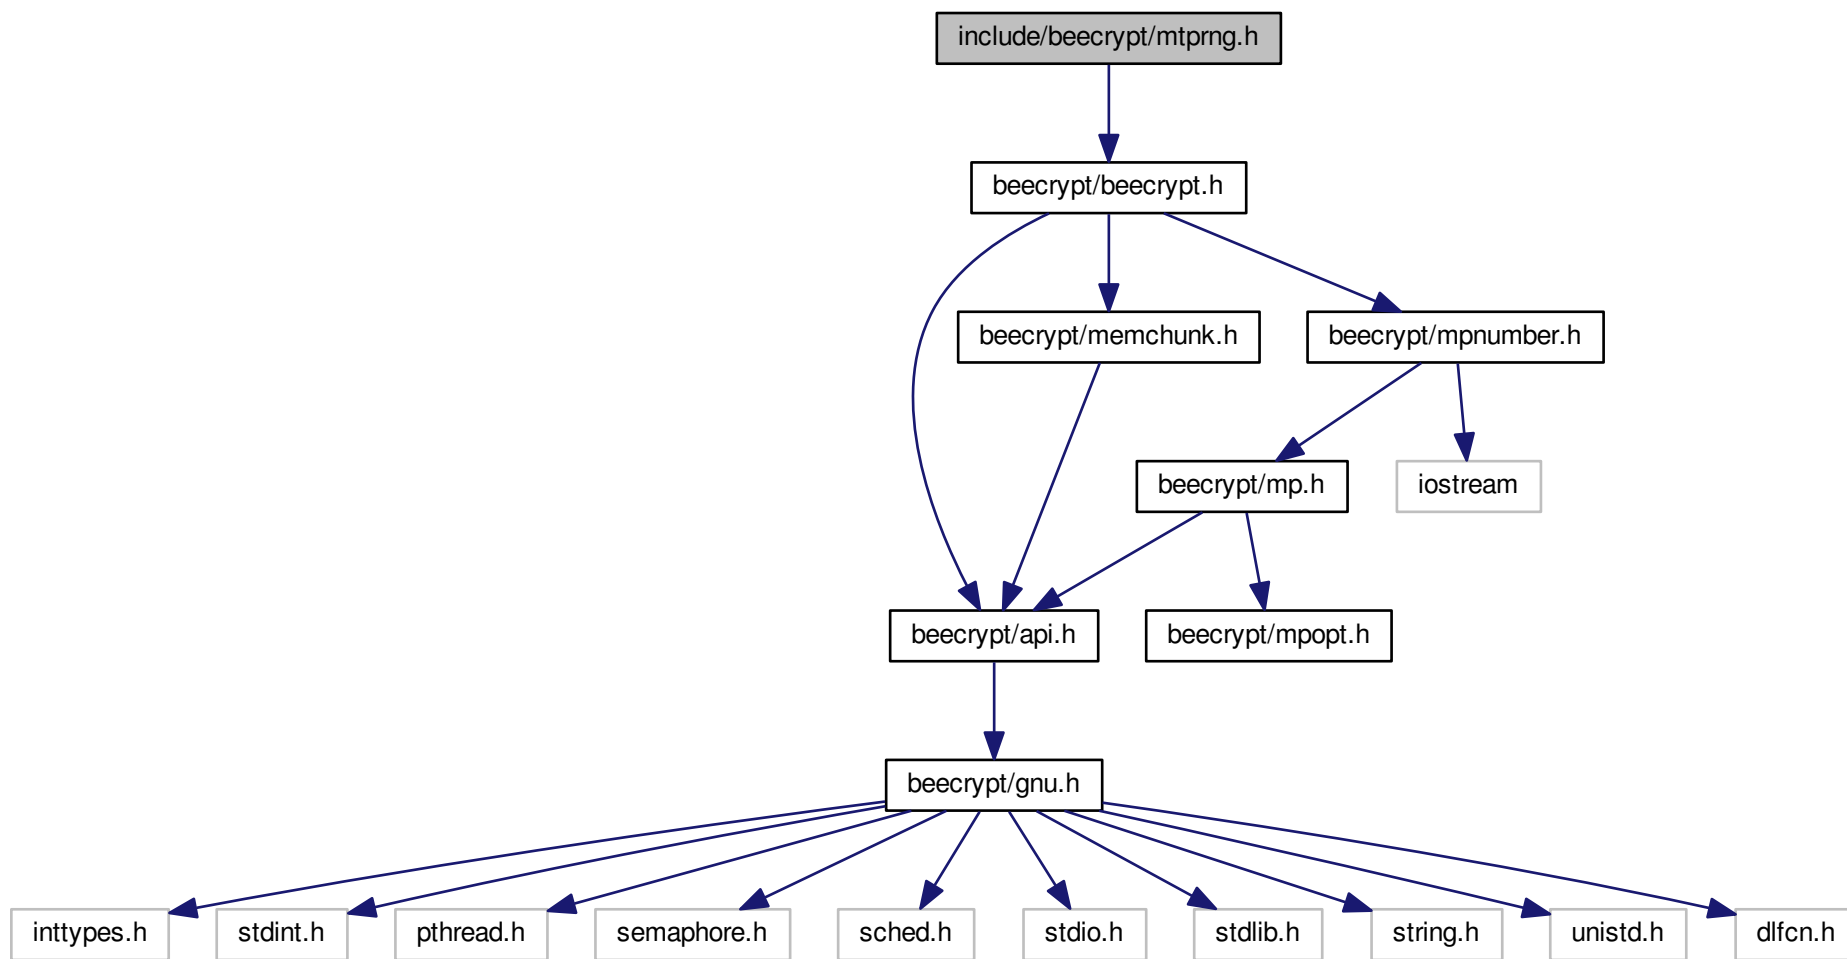 include/beecrypt/mtprng.h
beecrypt/beecrypt.h
beecrypt/memchunk.h
beecrypt/mpnumber.h
beecrypt/mp.h
iostream
beecrypt/api.h
beecrypt/mpopt.h
beecrypt/gnu.h
inttypes.h
stdint.h
pthread.h
semaphore.h
sched.h
stdio.h
stdlib.h
string.h
unistd.h
dlfcn.h